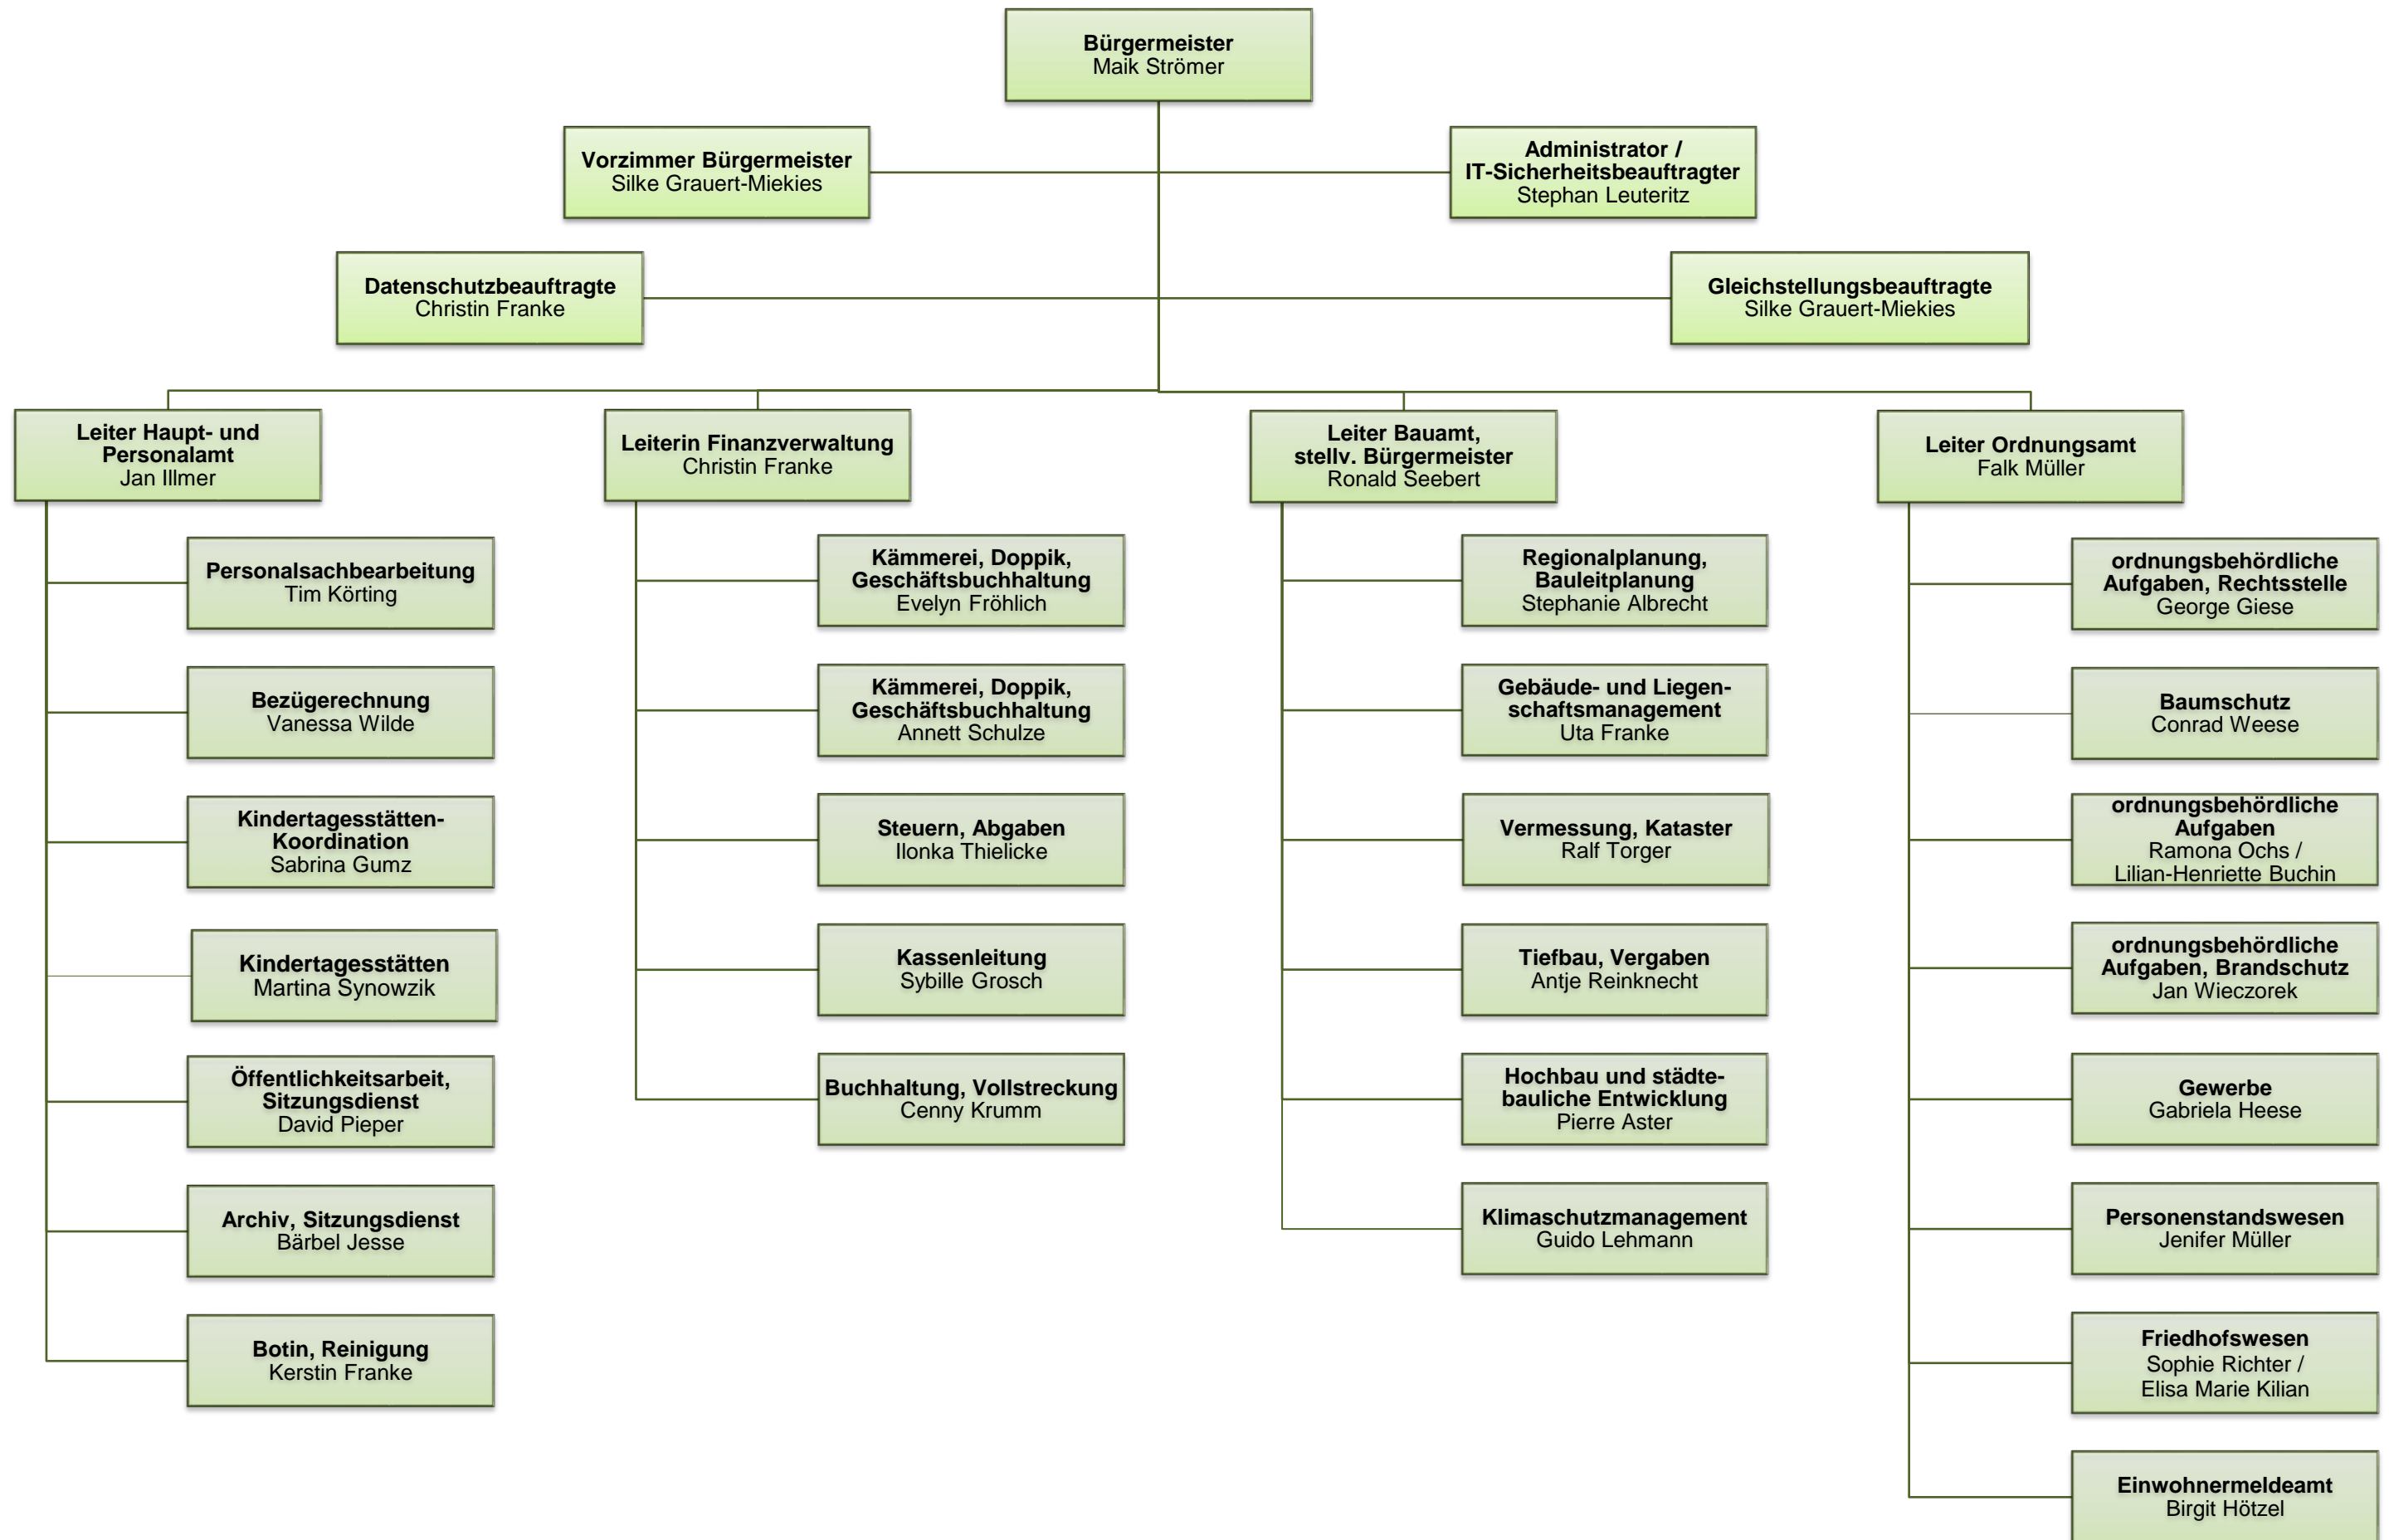 Bürgermeister
Maik Strömer
Vorzimmer Bürgermeister
Silke Grauert-Miekies
Administrator /
IT-Sicherheitsbeauftragter
Stephan Leuteritz
Datenschutzbeauftragte
Christin Franke
Gleichstellungsbeauftragte
Silke Grauert-Miekies
Leiter Haupt- und
Personalamt
Jan Illmer
Personalsachbearbeitung
Tim Körting
Bezügerechnung
Vanessa Wilde
Kindertagesstätten-
Koordination
Sabrina Gumz
Kindertagesstätten
Martina Synowzik
Öffentlichkeitsarbeit,
Sitzungsdienst
David Pieper
Archiv, Sitzungsdienst
Bärbel Jesse
Botin, Reinigung
Kerstin Franke
Leiterin Finanzverwaltung
Christin Franke
Kämmerei, Doppik,
Geschäftsbuchhaltung
Evelyn Fröhlich
Kämmerei, Doppik,
Geschäftsbuchhaltung
Annett Schulze
Steuern, Abgaben
Ilonka Thielicke
Kassenleitung
Sybille Grosch
Buchhaltung, Vollstreckung
Cenny Krumm
Leiter Bauamt,
stellv. Bürgermeister
Ronald Seebert
Regionalplanung,
Bauleitplanung
Stephanie Albrecht
Gebäude- und Liegen-
schaftsmanagement
Uta Franke
Vermessung, Kataster
Ralf Torger
Tiefbau, Vergaben
Antje Reinknecht
Hochbau und städte-
bauliche Entwicklung
Pierre Aster
Klimaschutzmanagement
Guido Lehmann
Leiter Ordnungsamt
Falk Müller
ordnungsbehördliche
Aufgaben, Rechtsstelle
George Giese
Baumschutz
Conrad Weese
ordnungsbehördliche
Aufgaben
Ramona Ochs /
Lilian-Henriette Buchin
ordnungsbehördliche
Aufgaben, Brandschutz
Jan Wieczorek
Gewerbe
Gabriela Heese
Personenstandswesen
Jenifer Müller
Friedhofswesen
Sophie Richter /
Elisa Marie Kilian
Einwohnermeldeamt
Birgit Hötzel